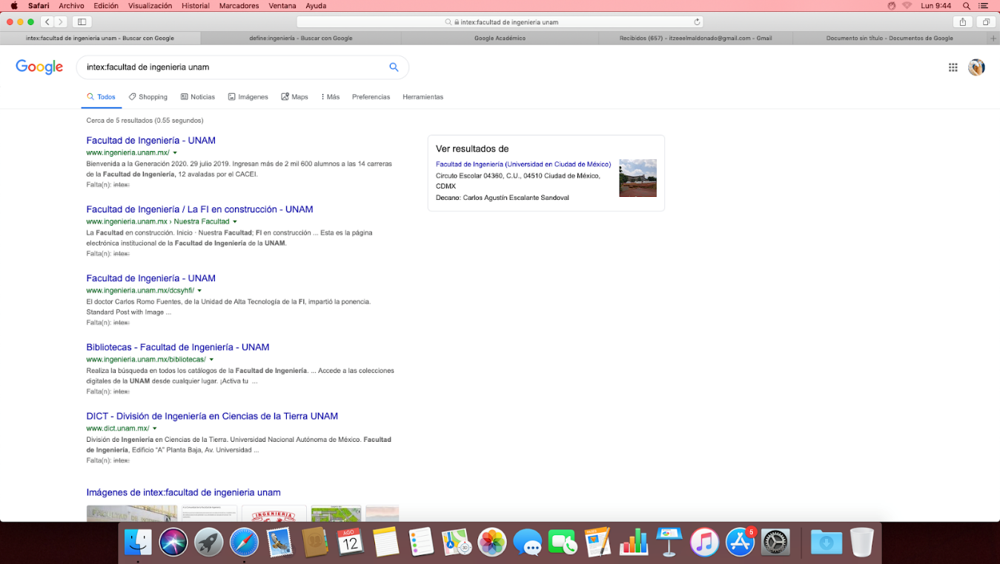 Safari Archivo Edición Visualización Historial Marcadores Ventana Ayuda Lun 9:44
intex:facultad de ingenieria unam
intex:facultad de ingenieria unam - Buscar con Google
define:ingeniería - Buscar con Google
Google Académico
Recibidos (657) - itzeeelmaldonado@gmail.com - Gmail
Documento sin título - Documentos de Google
Google
intex:facultad de ingenieria unam
Todos Shopping Noticias Imágenes Maps Más Preferencias Herramientas
Cerca de 5 resultados (0.55 segundos)
Facultad de Ingeniería - UNAM
www.ingenieria.unam.mx/
Bienvenida a la Generación 2020. 29 julio 2019. Ingresan más de 2 mil 600 alumnos a las 14 carreras
de la Facultad de Ingeniería, 12 avaladas por el CACEI.
Falta(n): intex:
Facultad de Ingeniería / La FI en construcción - UNAM
www.ingenieria.unam.mx › Nuestra Facultad
La Facultad en construcción. Inicio · Nuestra Facultad; FI en construcción ... Esta es la página
electrónica institucional de la Facultad de Ingeniería de la UNAM.
Falta(n): intex:
Facultad de Ingeniería - UNAM
www.ingenieria.unam.mx/dcsyhfi/
El doctor Carlos Romo Fuentes, de la Unidad de Alta Tecnología de la FI, impartió la ponencia.
Standard Post with Image ...
Falta(n): intex:
Bibliotecas - Facultad de Ingeniería - UNAM
www.ingenieria.unam.mx/bibliotecas/
Realiza la búsqueda en todos los catálogos de la Facultad de Ingeniería. ... Accede a las colecciones
digitales de la UNAM desde cualquier lugar. ¡Activa tu ...
Falta(n): intex:
DICT - División de Ingeniería en Ciencias de la Tierra UNAM
www.dict.unam.mx/
División de Ingeniería en Ciencias de la Tierra. Universidad Nacional Autónoma de México. Facultad
de Ingeniería, Edificio “A” Planta Baja, Av. Universidad ...
Falta(n): intex:
Imágenes de intex:facultad de ingenieria unam
INGENIERIA
Ver resultados de
Facultad de Ingeniería (Universidad en Ciudad de México)
Circuto Escolar 04360, C.U., 04510 Ciudad de México,
CDMX
Decano: Carlos Agustín Escalante Sandoval
AGO
12
5